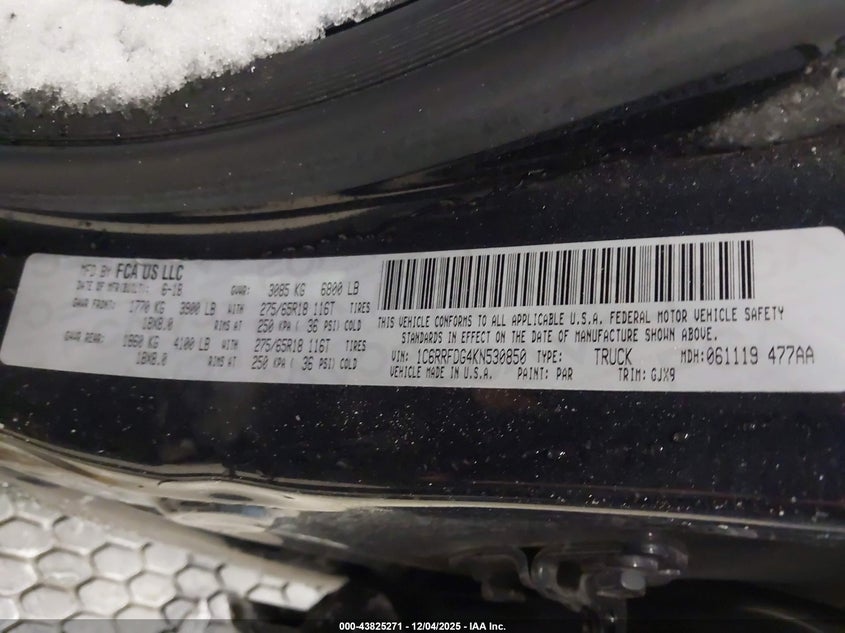 MFD BY FCA US LLC
DATE OF MFR/BUILT: 6-18 GVWR: 3085 KG 6800 LB
GAWR FRONT: 1770 KG 3900 LB WITH 275/65R18 116T TIRES
18X8.0 RIMS AT 250 KPA ( 36 PSI) COLD
GAWR REAR: 1860 KG 4100 LB WITH 275/65R18 116T TIRES
18X8.0 RIMS AT 250 KPA ( 36 PSI) COLD
THIS VEHICLE CONFORMS TO ALL APPLICABLE U.S.A. FEDERAL MOTOR VEHICLE SAFETY
STANDARDS IN EFFECT ON THE DATE OF MANUFACTURE SHOWN ABOVE.
VIN: 1C6RRFDG4KN530850 TYPE: TRUCK MDH: 061119 477AA
VEHICLE MADE IN U.S.A. PAINT: PAR TRIM: GJX9
000-43825271 - 12/04/2025 - IAA Inc.